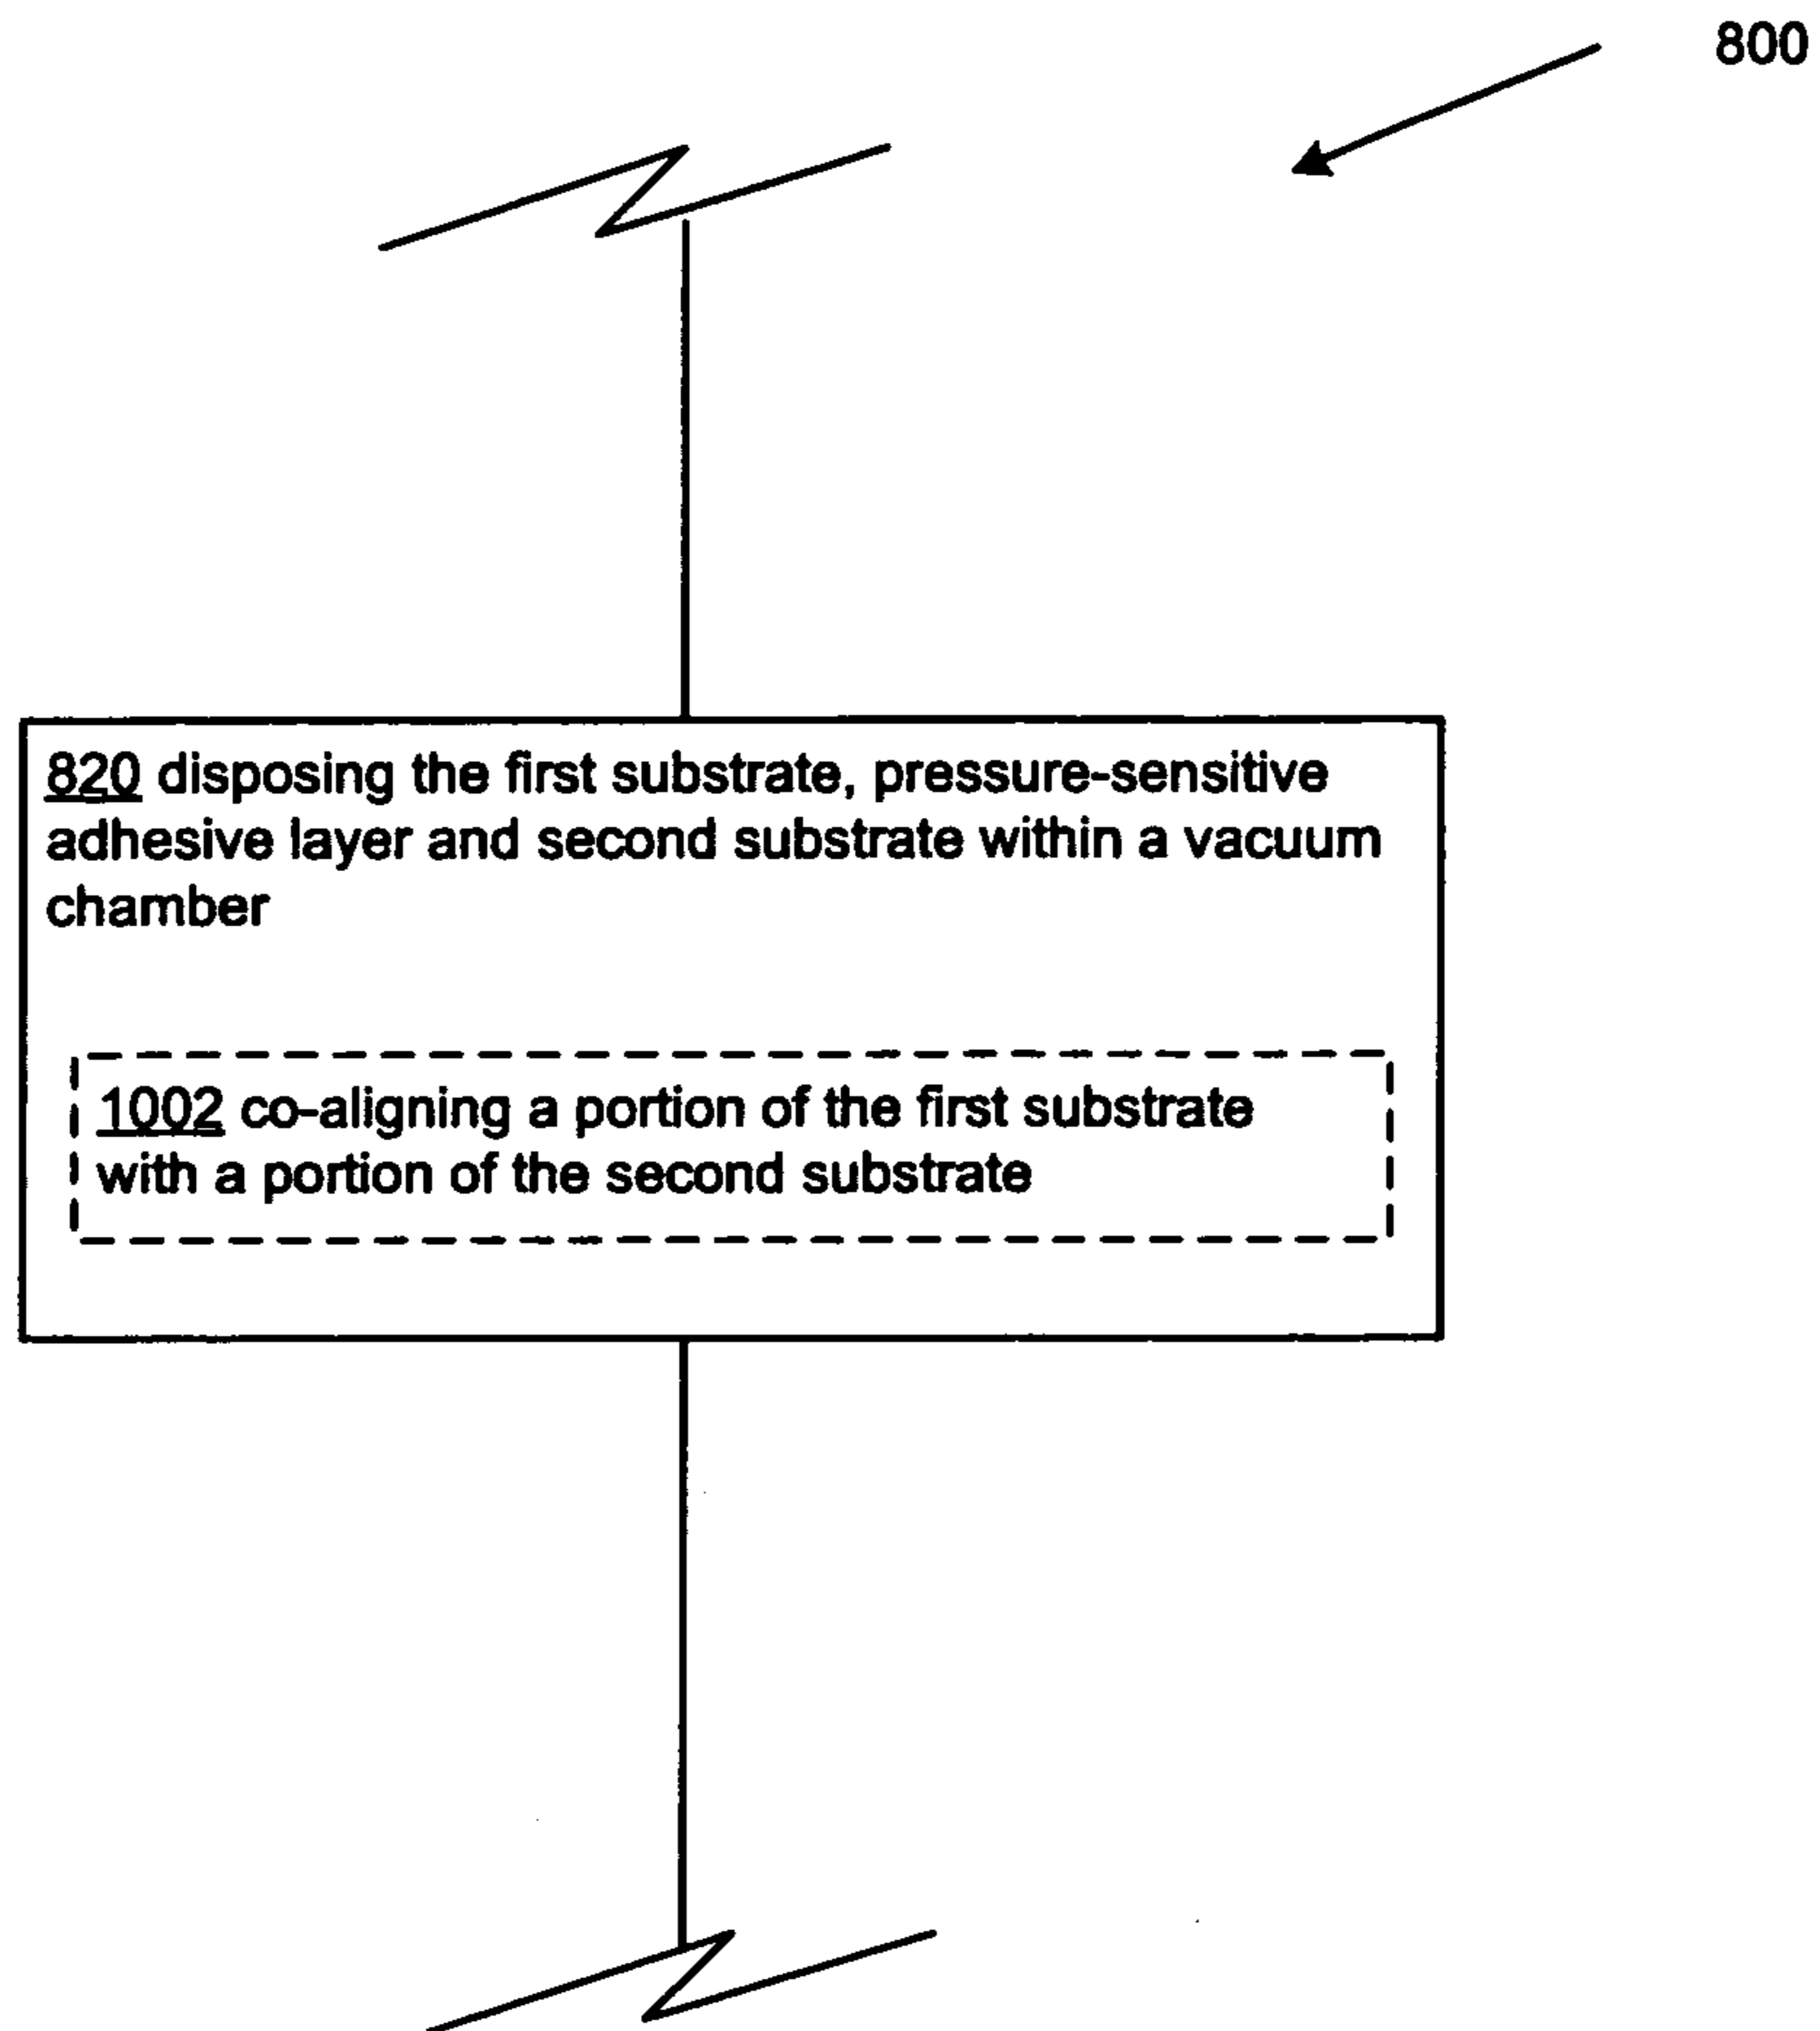 800
820 disposing the first substrate, pressure-sensitive
adhesive layer and second substrate within a vacuum
chamber
1002 co-aligning a portion of the first substrate
with a portion of the second substrate